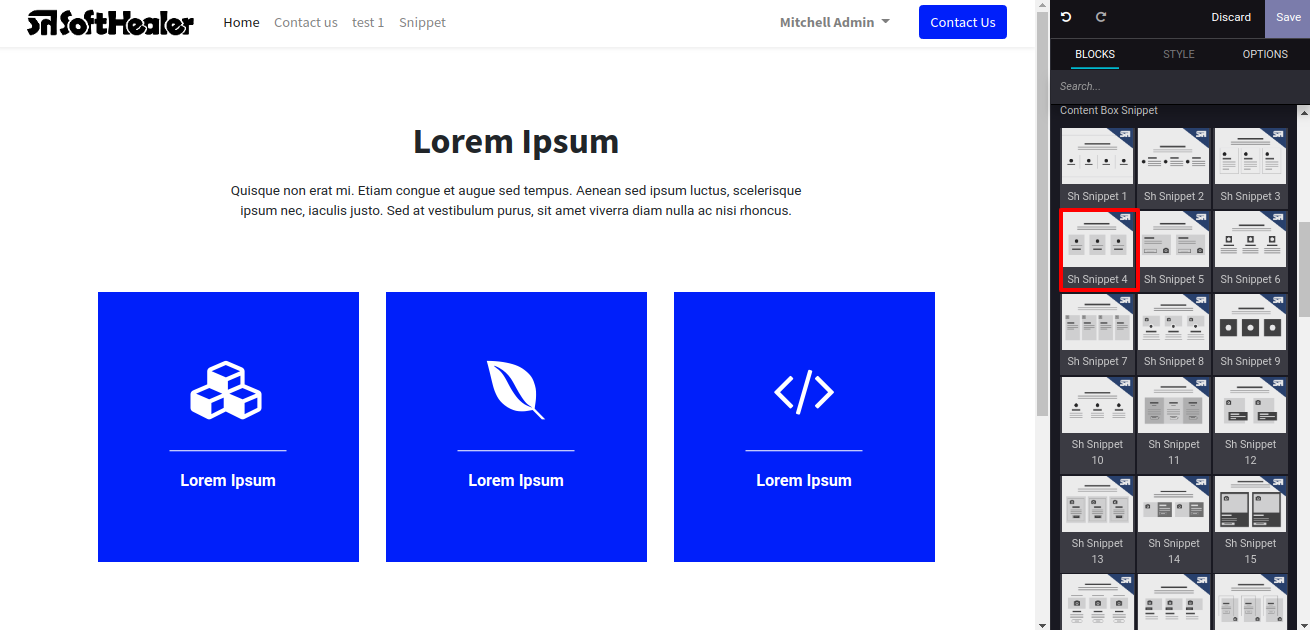 SoftHealer
Home Contact us test 1 Snippet
Mitchell Admin
Contact Us
Discard Save
BLOCKS STYLE OPTIONS
Search...
Content Box Snippet
Lorem Ipsum
Quisque non erat mi. Etiam congue et augue sed tempus. Aenean sed ipsum luctus, scelerisque
ipsum nec, iaculis justo. Sed at vestibulum purus, sit amet viverra diam nulla ac nisi rhoncus.
Lorem Ipsum Lorem Ipsum Lorem Ipsum
Sh Snippet 1 Sh Snippet 2 Sh Snippet 3
Sh Snippet 4 Sh Snippet 5 Sh Snippet 6
Sh Snippet 7 Sh Snippet 8 Sh Snippet 9
Sh Snippet Sh Snippet Sh Snippet
10 11 12
Sh Snippet Sh Snippet Sh Snippet
13 14 15